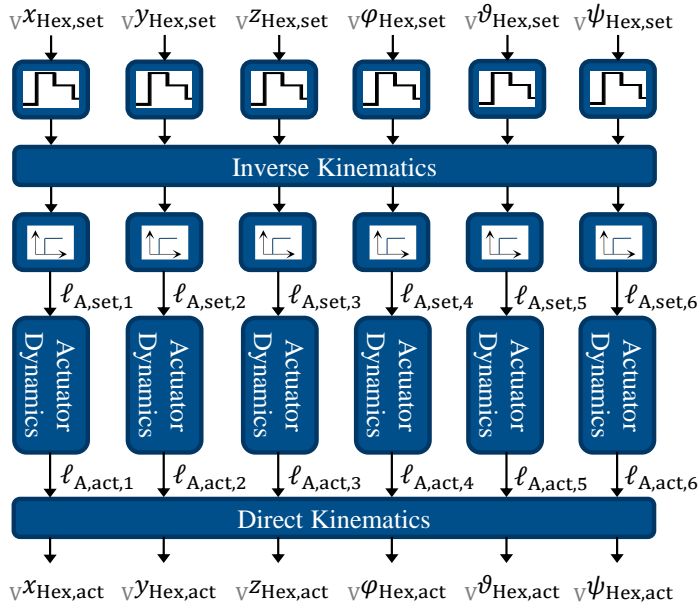 Vx_Hex,set Vy_Hex,set Vz_Hex,set Vφ_Hex,set Vϑ_Hex,set Vψ_Hex,set
Inverse Kinematics
ℓ_A,set,1 ℓ_A,set,2 ℓ_A,set,3 ℓ_A,set,4 ℓ_A,set,5 ℓ_A,set,6
Actuator Dynamics
Actuator Dynamics
Actuator Dynamics
Actuator Dynamics
Actuator Dynamics
Actuator Dynamics
ℓ_A,act,1 ℓ_A,act,2 ℓ_A,act,3 ℓ_A,act,4 ℓ_A,act,5 ℓ_A,act,6
Direct Kinematics
Vx_Hex,act Vy_Hex,act Vz_Hex,act Vφ_Hex,act Vϑ_Hex,act Vψ_Hex,act